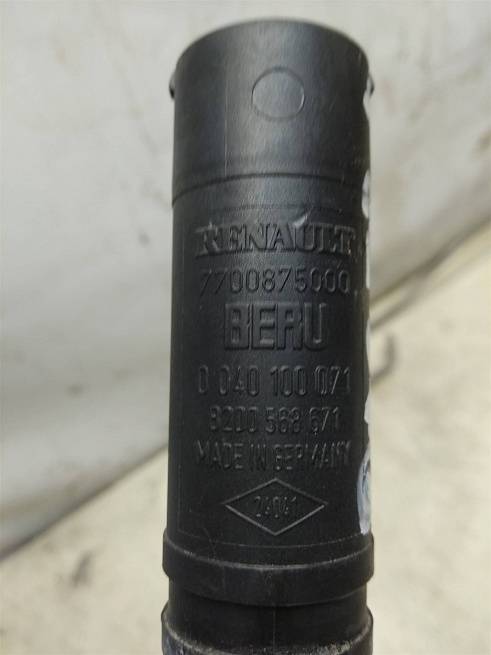 RENAULT
7700875000
BERU
0 040 100 071
8200 568 671
MADE IN GERMANY
24041